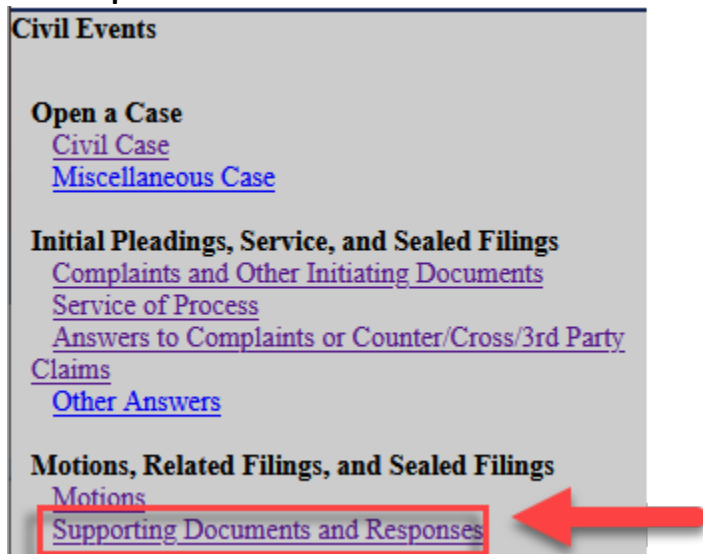 Civil Events
Open a Case
Civil Case
Miscellaneous Case
Initial Pleadings, Service, and Sealed Filings
Complaints and Other Initiating Documents
Service of Process
Answers to Complaints or Counter/Cross/3rd Party
Claims
Other Answers
Motions, Related Filings, and Sealed Filings
Motions
Supporting Documents and Responses